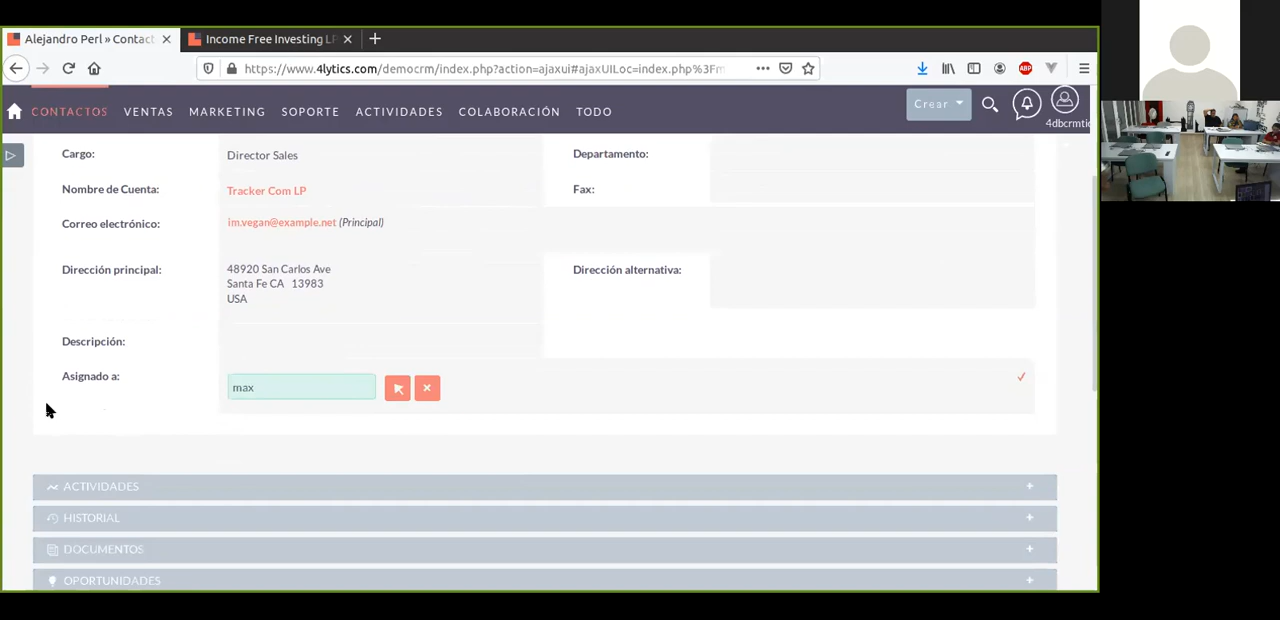 Alejandro Perl » Contact
Income Free Investing LP
https://www.4lytics.com/democrm/index.php?action=ajaxui#ajaxUILoc=index.php%3Fm
ABP
CONTACTOS VENTAS MARKETING SOPORTE ACTIVIDADES COLABORACIÓN TODO
Crear
4dbcrmtic
Cargo: Director Sales Departamento:
Nombre de Cuenta: Tracker Com LP Fax:
Correo electrónico: im.vegan@example.net (Principal)
Dirección principal: 48920 San Carlos Ave Dirección alternativa:
Santa Fe CA 13983
USA
Descripción:
Asignado a: max
ACTIVIDADES
HISTORIAL
DOCUMENTOS
OPORTUNIDADES